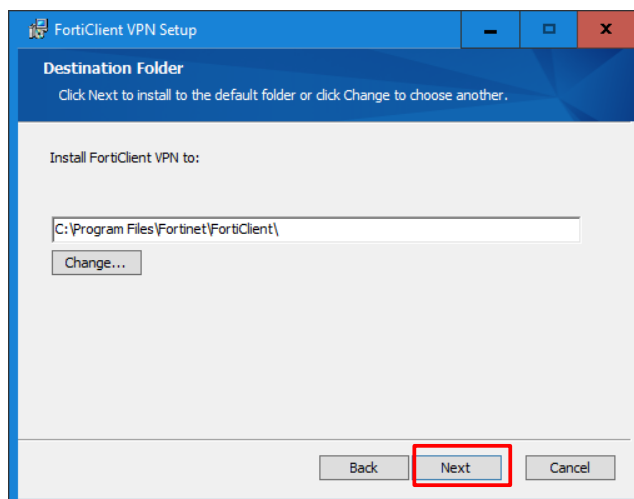 FortiClient VPN Setup
Destination Folder
Click Next to install to the default folder or click Change to choose another.
Install FortiClient VPN to:
C:\Program Files\Fortinet\FortiClient\
Change...
Back Next Cancel